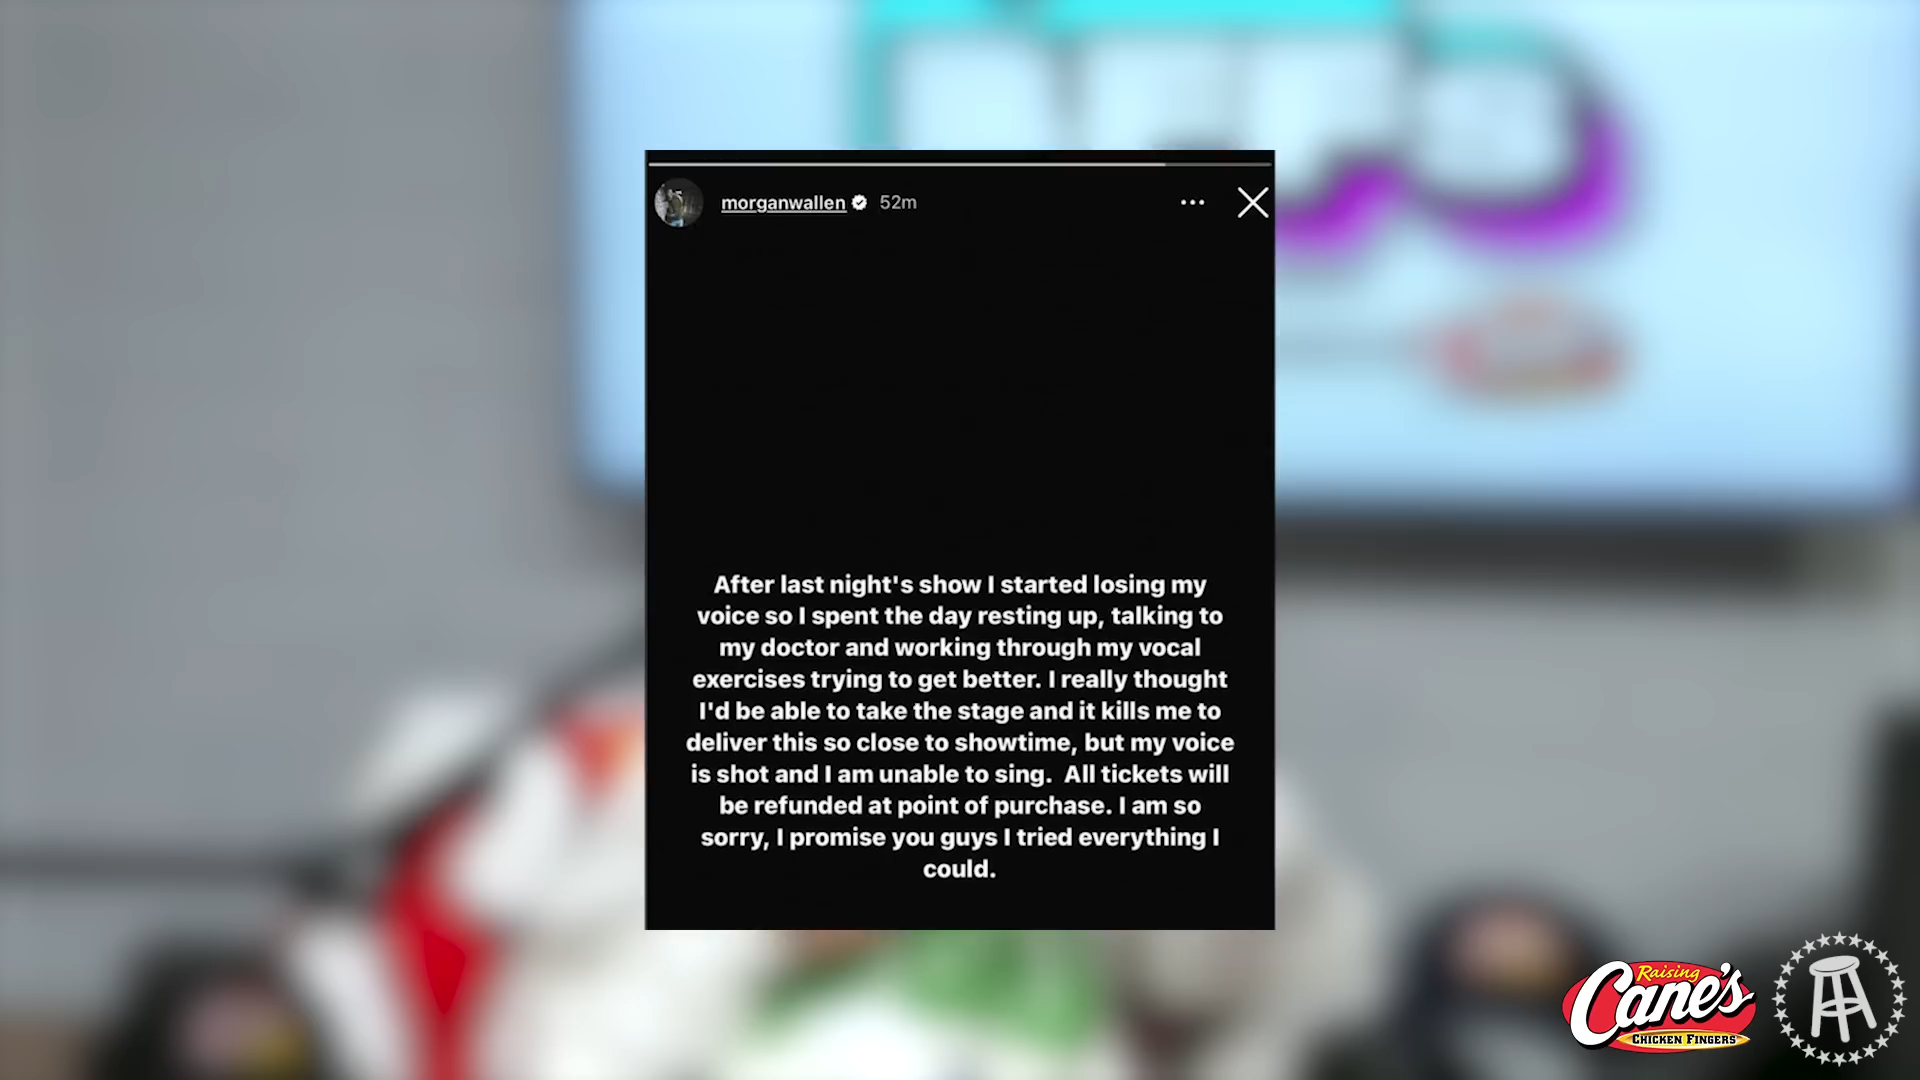 morganwallen 52m
After last night's show I started losing my
voice so I spent the day resting up, talking to
my doctor and working through my vocal
exercises trying to get better. I really thought
I'd be able to take the stage and it kills me to
deliver this so close to showtime, but my voice
is shot and I am unable to sing.  All tickets will
be refunded at point of purchase. I am so
sorry, I promise you guys I tried everything I
could.
Raising
Cane's
CHICKEN FINGERS